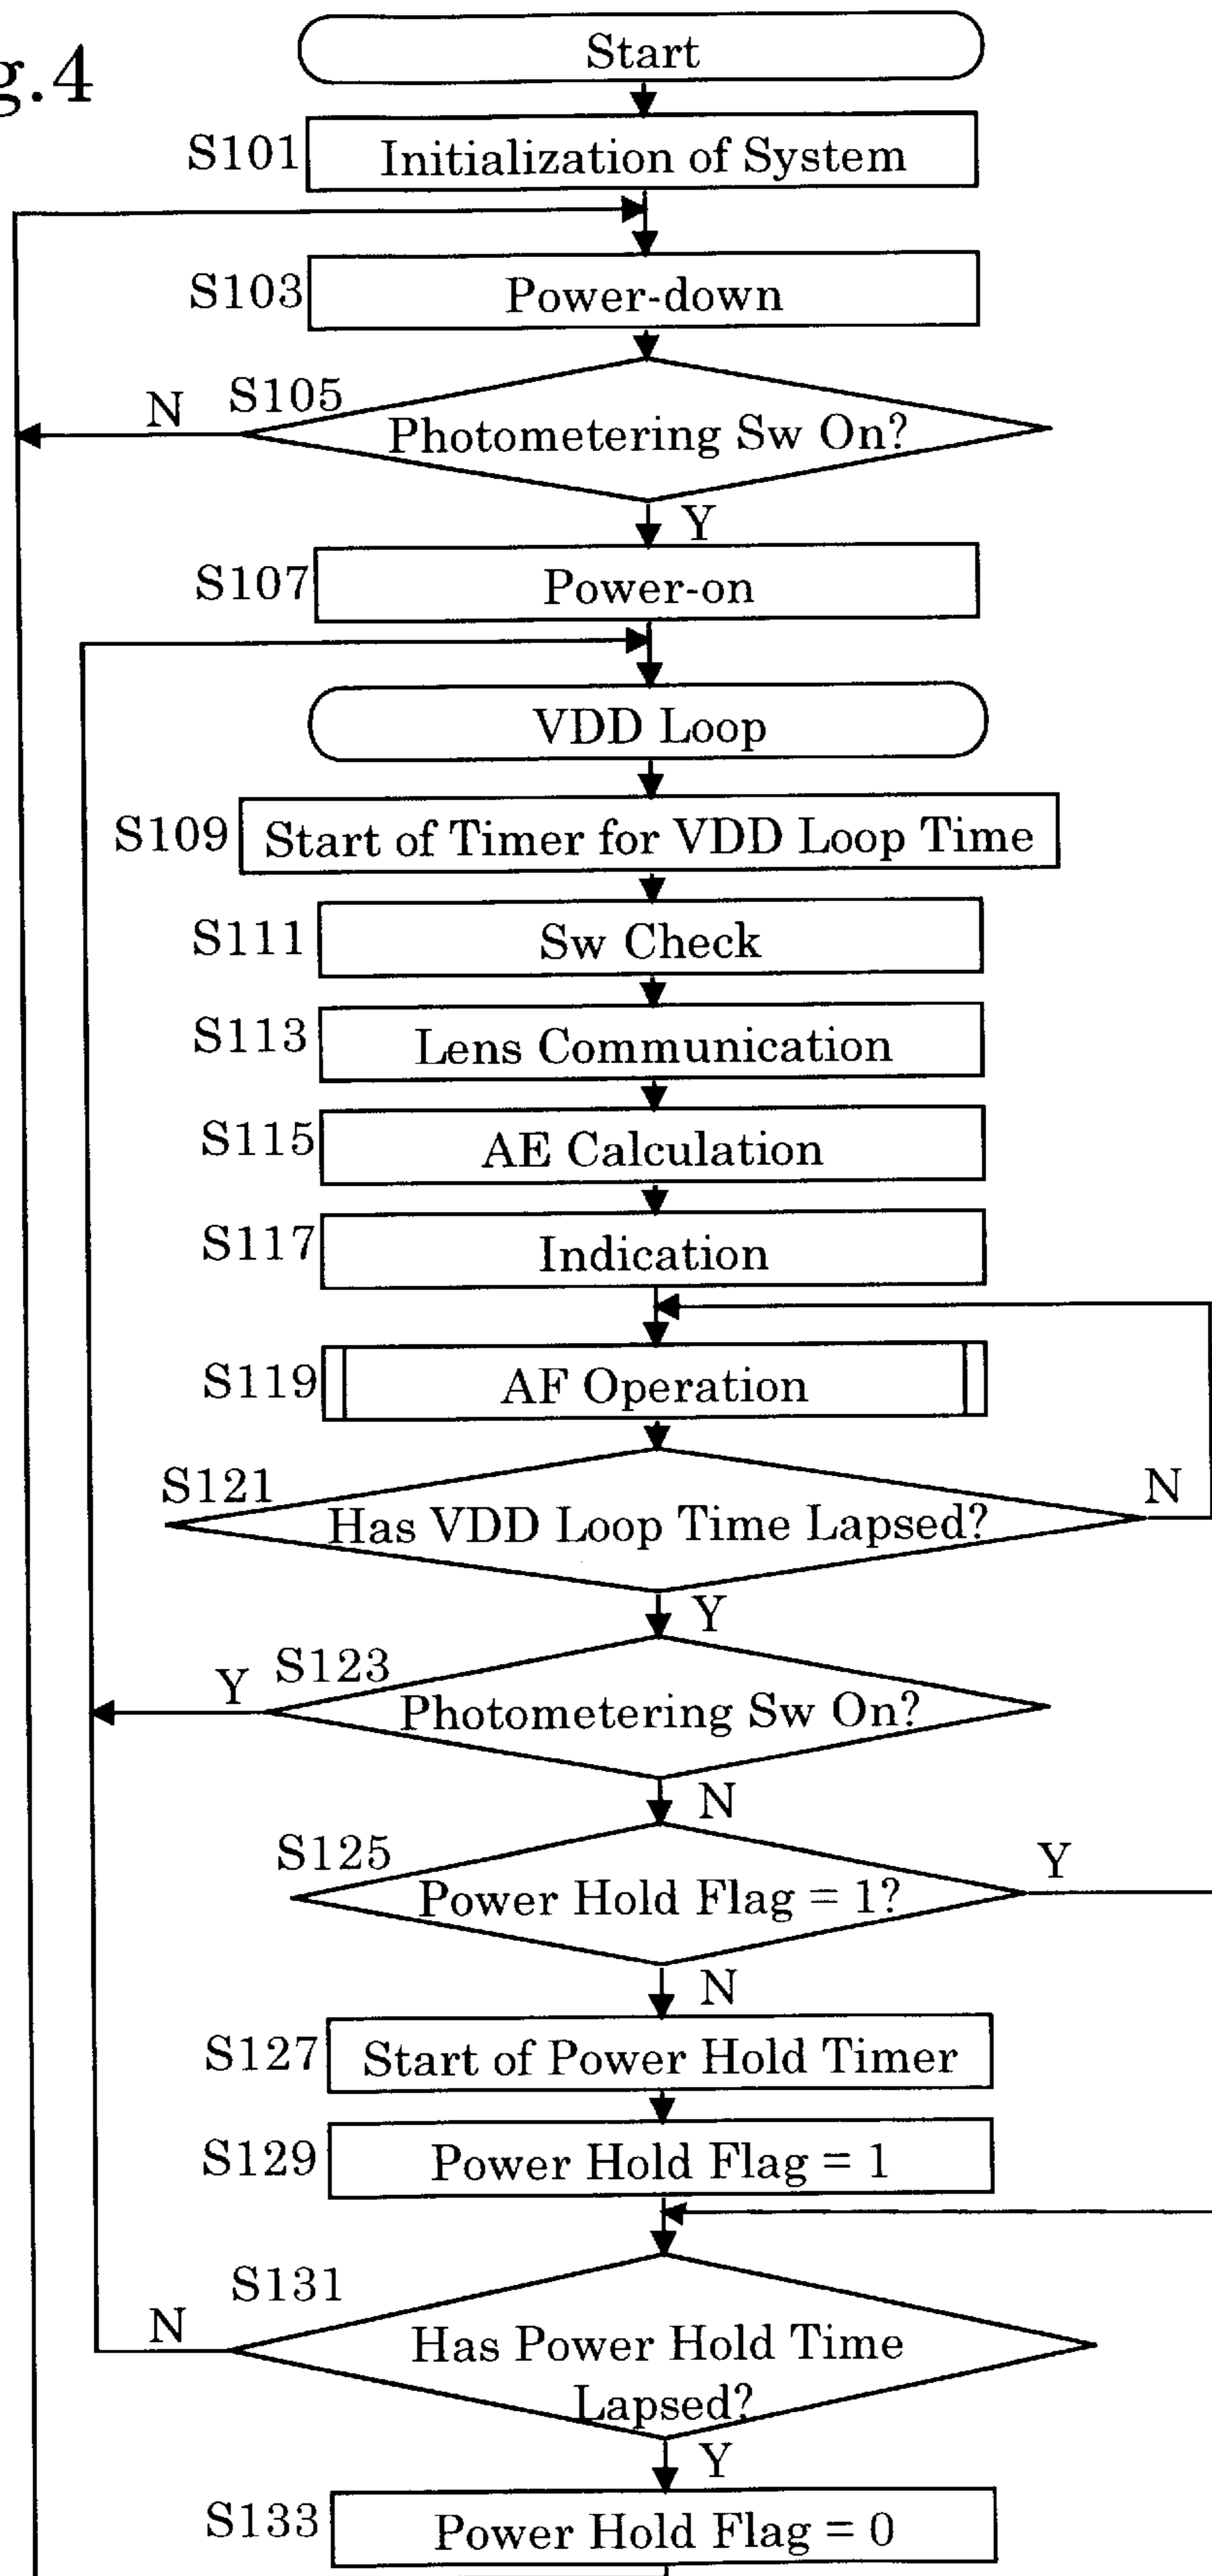 g.4
Start
S101
Initialization of System
S103
Power-down
S105
N
Photometering Sw On?
Y
S107
Power-on
VDD Loop
S109
Start of Timer for VDD Loop Time
S111
Sw Check
S113
Lens Communication
S115
AE Calculation
S117
Indication
S119
AF Operation
S121
Has VDD Loop Time Lapsed?
N
Y
S123
Y
Photometering Sw On?
N
S125
Power Hold Flag = 1?
Y
N
S127
Start of Power Hold Timer
S129
Power Hold Flag = 1
S131
N
Has Power Hold Time
Lapsed?
Y
S133
Power Hold Flag = 0